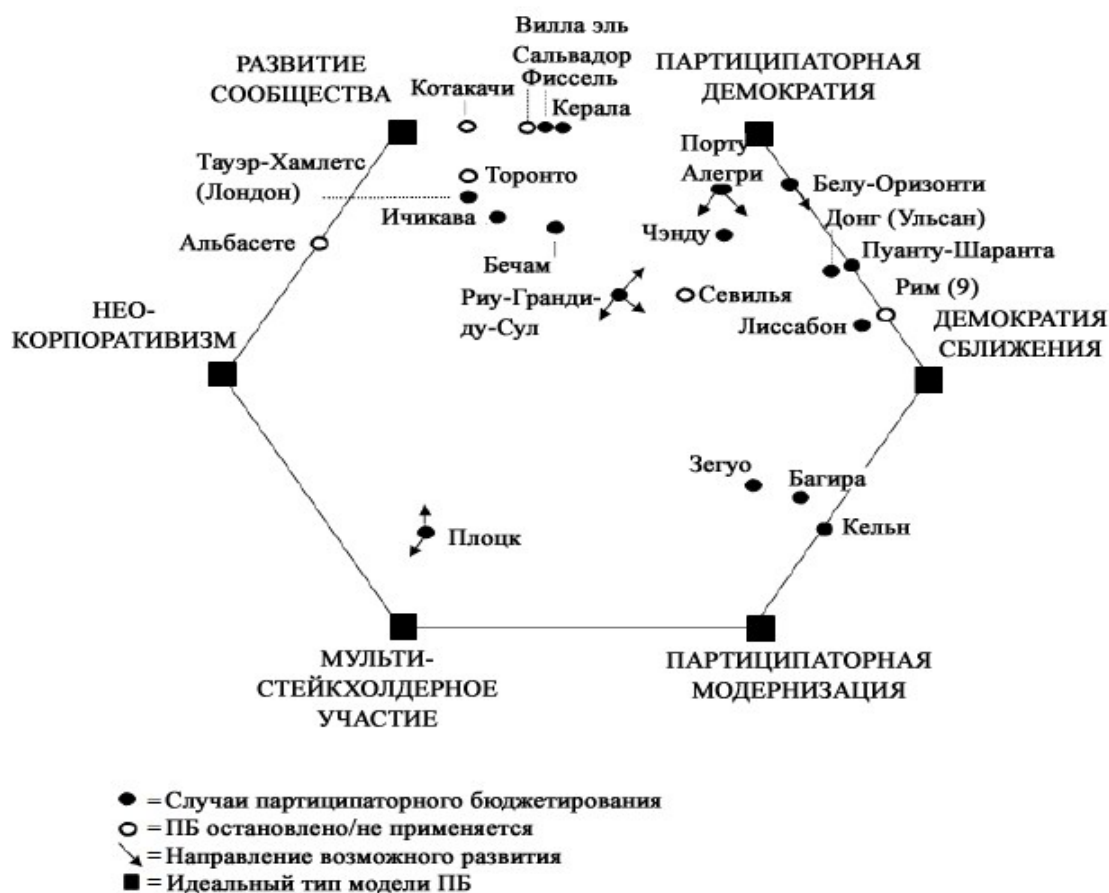 Вилла эль
Сальвадор
Фиссель
Керала
РАЗВИТИЕ
СООБЩЕСТВА
Котакачи
ПАРТИЦИПАТОРНАЯ
ДЕМОКРАТИЯ
Тауэр-Хамлетс
(Лондон)
Торонто
Порту
Алегри
Белу-Оризонти
Ичикава
Донг (Ульсан)
Альбасете
Чэнду
Бечам
Пуанту-Шаранта
Риу-Гранди-
ду-Сул
Севилья
Рим (9)
НЕО-
КОРПОРАТИВИЗМ
Лиссабон
ДЕМОКРАТИЯ
СБЛИЖЕНИЯ
Зегуо
Багира
Плоцк
Кельн
МУЛЬТИ-
СТЕЙКХОЛДЕРНОЕ
УЧАСТИЕ
ПАРТИЦИПАТОРНАЯ
МОДЕРНИЗАЦИЯ
= Случаи партиципаторного бюджетирования
= ПБ остановлено/не применяется
= Направление возможного развития
= Идеальный тип модели ПБ